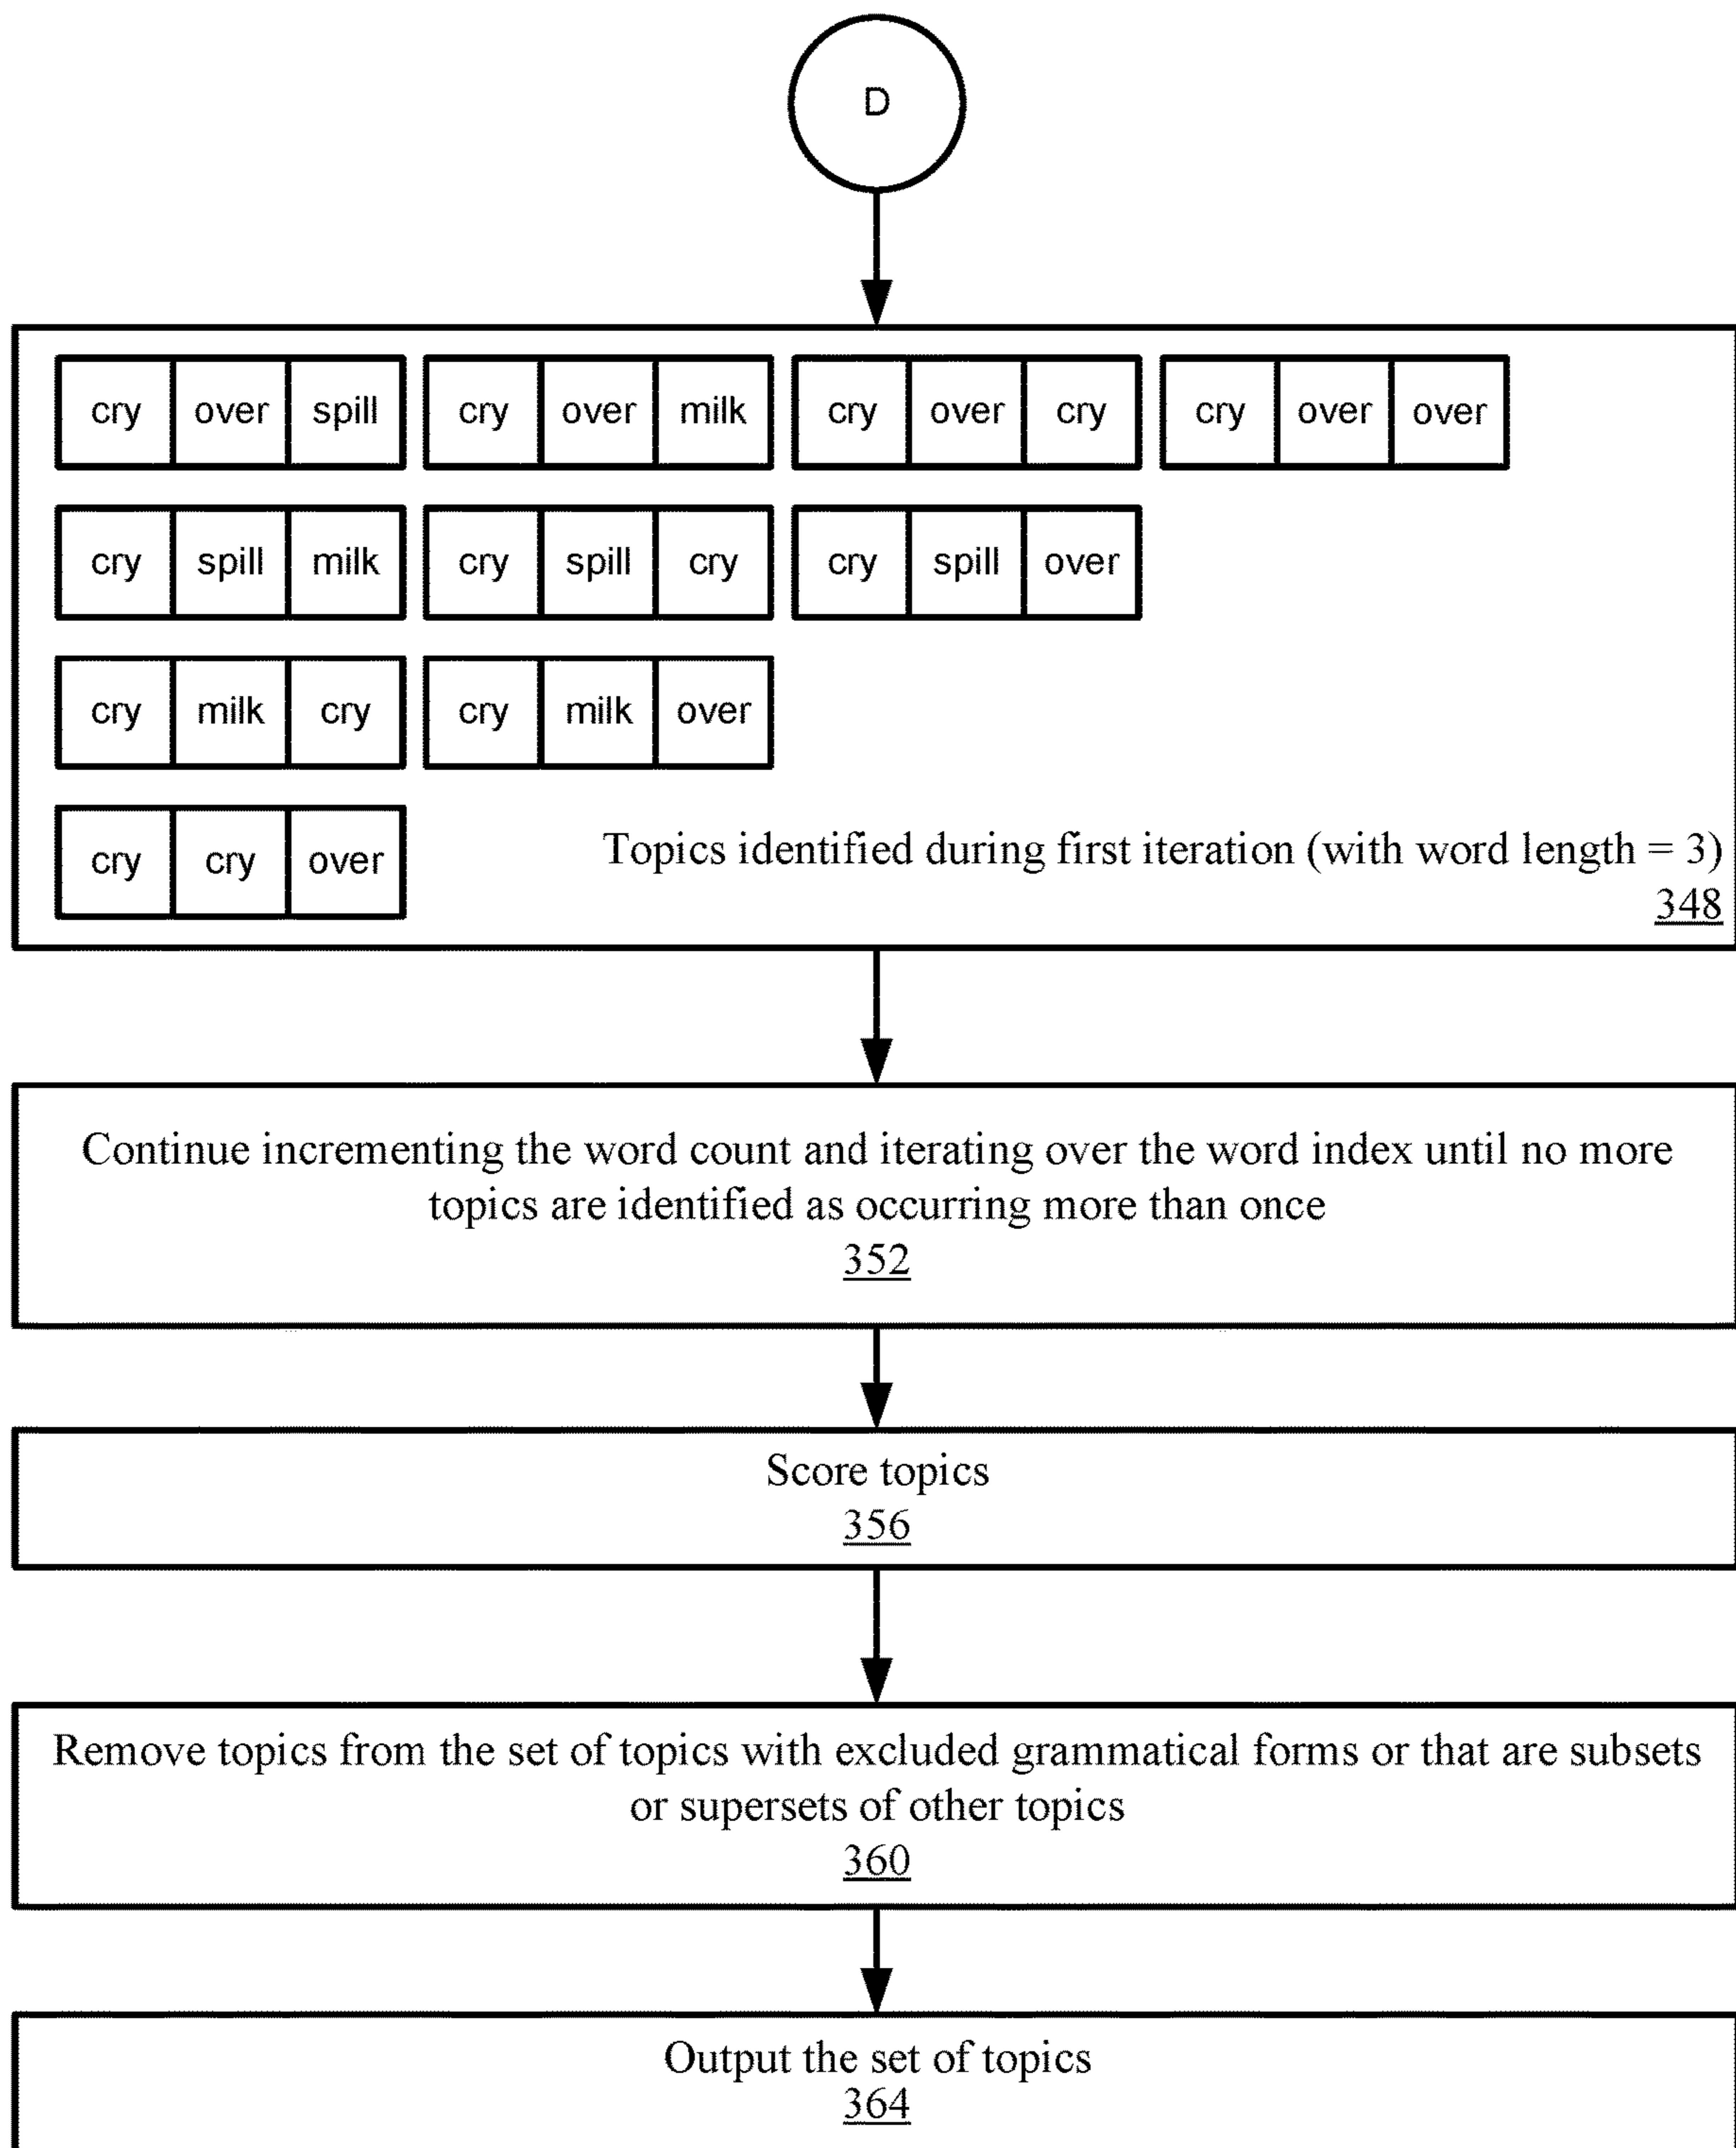 D
cry over spill cry over milk cry over cry cry over over
cry spill milk cry spill cry cry spill over
cry milk cry cry milk over
cry cry over
Topics identified during first iteration (with word length = 3)
348
Continue incrementing the word count and iterating over the word index until no more
topics are identified as occurring more than once
352
Score topics
356
Remove topics from the set of topics with excluded grammatical forms or that are subsets
or supersets of other topics
360
Output the set of topics
364